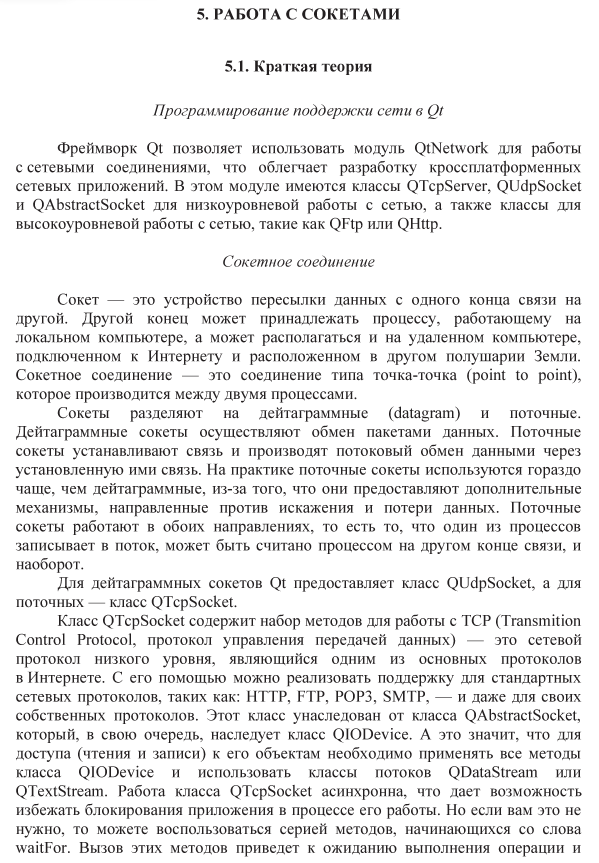 5. РАБОТА С СОКЕТАМИ
5.1. Краткая теория
Программирование поддержки сети в Qt
Фреймворк Qt позволяет использовать модуль QtNetwork для работы
с сетевыми соединениями, что облегчает разработку кроссплатформенных
сетевых приложений. В этом модуле имеются классы QTcpServer, QUdpSocket
и QAbstractSocket для низкоуровневой работы с сетью, а также классы для
высокоуровневой работы с сетью, такие как QFtp или QHttp.
Сокетное соединение
Сокет — это устройство пересылки данных с одного конца связи на
другой. Другой конец может принадлежать процессу, работающему на
локальном компьютере, а может располагаться и на удаленном компьютере,
подключенном к Интернету и расположенном в другом полушарии Земли.
Сокетное соединение — это соединение типа точка-точка (point to point),
которое производится между двумя процессами.
Сокеты разделяют на дейтаграммные (datagram) и поточные.
Дейтаграммные сокеты осуществляют обмен пакетами данных. Поточные
сокеты устанавливают связь и производят потоковый обмен данными через
установленную ими связь. На практике поточные сокеты используются гораздо
чаще, чем дейтаграммные, из-за того, что они предоставляют дополнительные
механизмы, направленные против искажения и потери данных. Поточные
сокеты работают в обоих направлениях, то есть то, что один из процессов
записывает в поток, может быть считано процессом на другом конце связи, и
наоборот.
Для дейтаграммных сокетов Qt предоставляет класс QUdpSocket, а для
поточных — класс QTcpSocket.
Класс QTcpSocket содержит набор методов для работы с TCP (Transmition
Control Protocol, протокол управления передачей данных) — это сетевой
протокол низкого уровня, являющийся одним из основных протоколов
в Интернете. С его помощью можно реализовать поддержку для стандартных
сетевых протоколов, таких как: HTTP, FTP, POP3, SMTP, — и даже для своих
собственных протоколов. Этот класс унаследован от класса QAbstractSocket,
который, в свою очередь, наследует класс QIODevice. А это значит, что для
доступа (чтения и записи) к его объектам необходимо применять все методы
класса QIODevice и использовать классы потоков QDataStream или
QTextStream. Работа класса QTcpSocket асинхронна, что дает возможность
избежать блокирования приложения в процессе его работы. Но если вам это не
нужно, то можете воспользоваться серией методов, начинающихся со слова
waitFor. Вызов этих методов приведет к ожиданию выполнения операции и